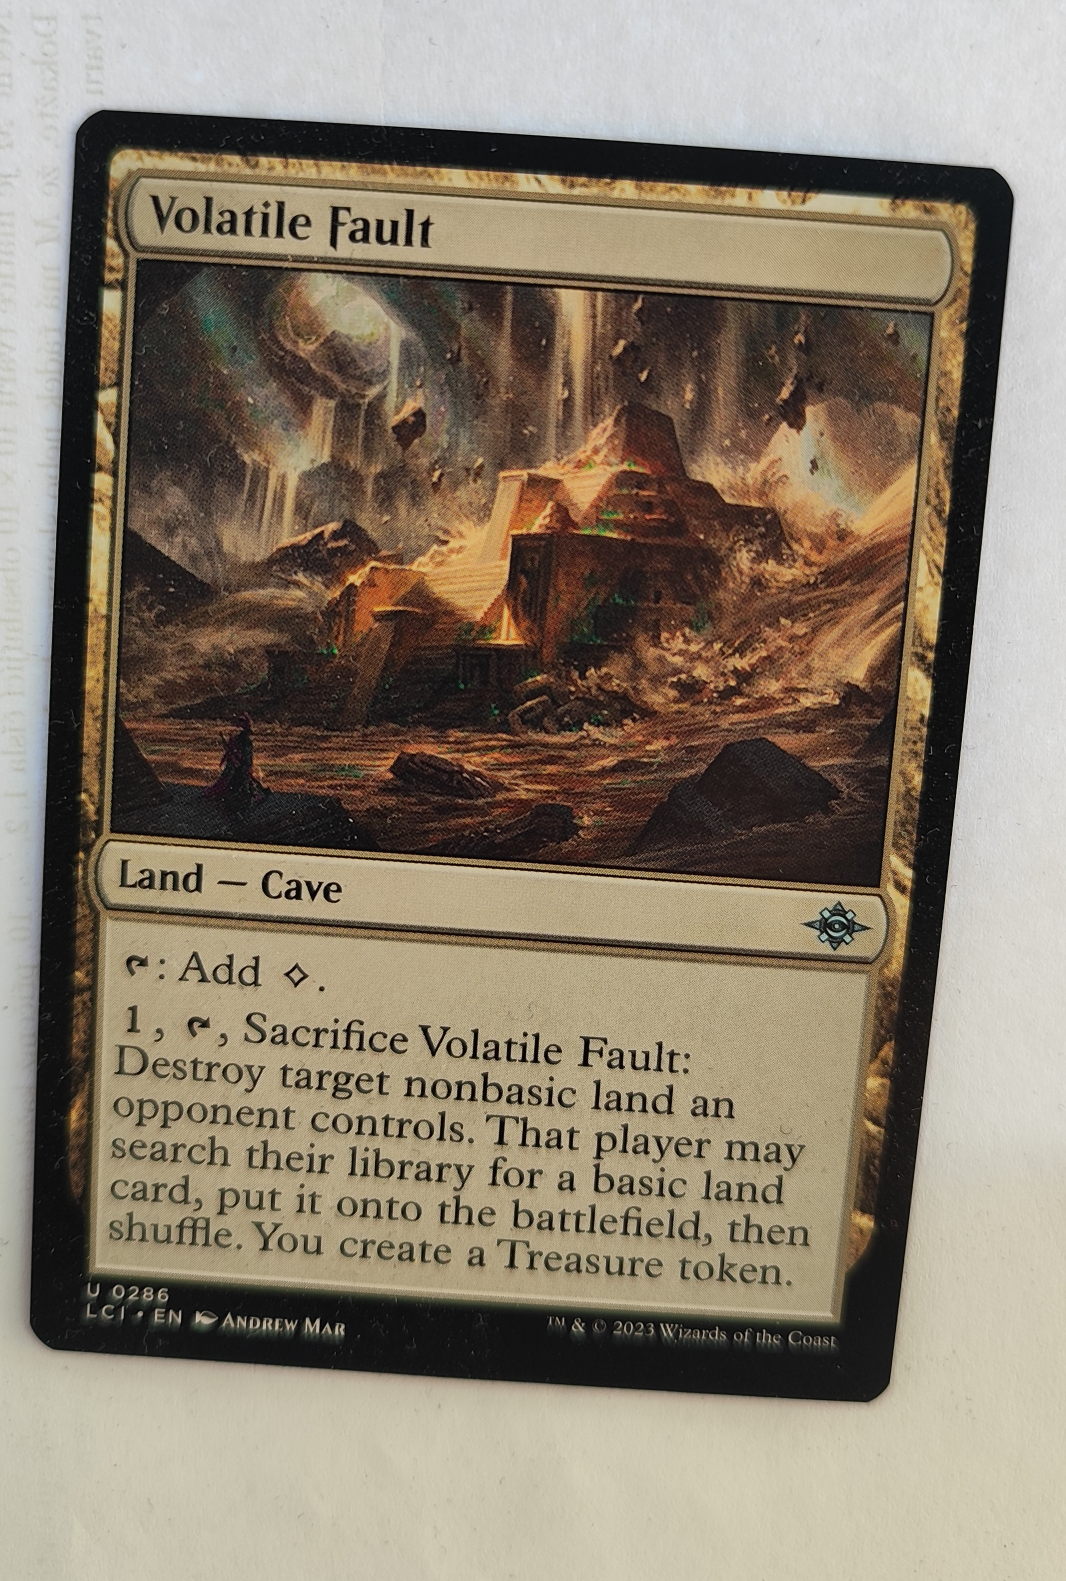 Volatile Fault
Land — Cave
: Add .
1, , Sacrifice Volatile Fault:
Destroy target nonbasic land an
opponent controls. That player may
search their library for a basic land
card, put it onto the battlefield, then
shuffle. You create a Treasure token.
U 0286
LCI • EN ANDREW MAR
™ & © 2023 Wizards of the Coast